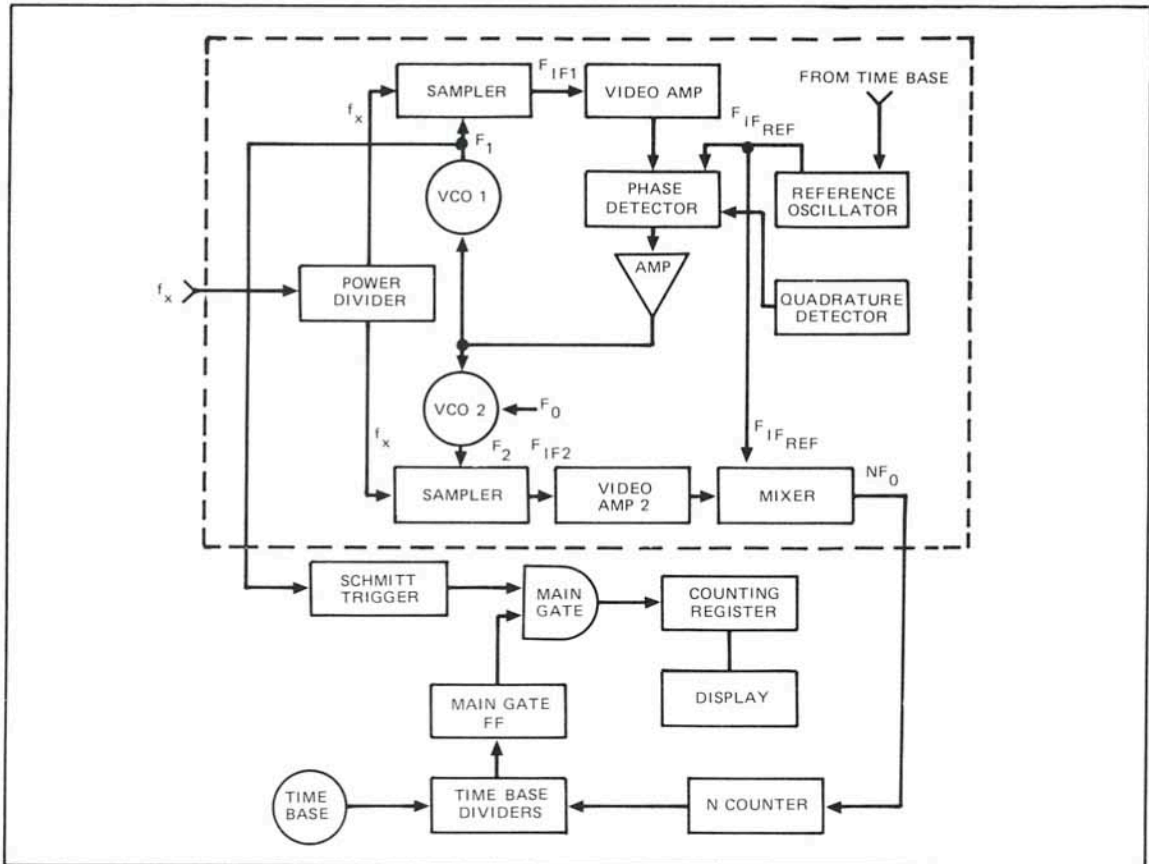 F IF1
SAMPLER
VIDEO AMP
FROM TIME BASE
f x
F 1
F IF REF
VCO 1
PHASE
DETECTOR
REFERENCE
OSCILLATOR
f x
POWER
DIVIDER
AMP
QUADRATURE
DETECTOR
VCO 2
F 0
f x
F 2
F IF2
F IF REF
NF 0
SAMPLER
VIDEO
AMP 2
MIXER
SCHMITT
TRIGGER
MAIN
GATE
COUNTING
REGISTER
MAIN GATE
FF
DISPLAY
TIME
BASE
TIME BASE
DIVIDERS
N COUNTER